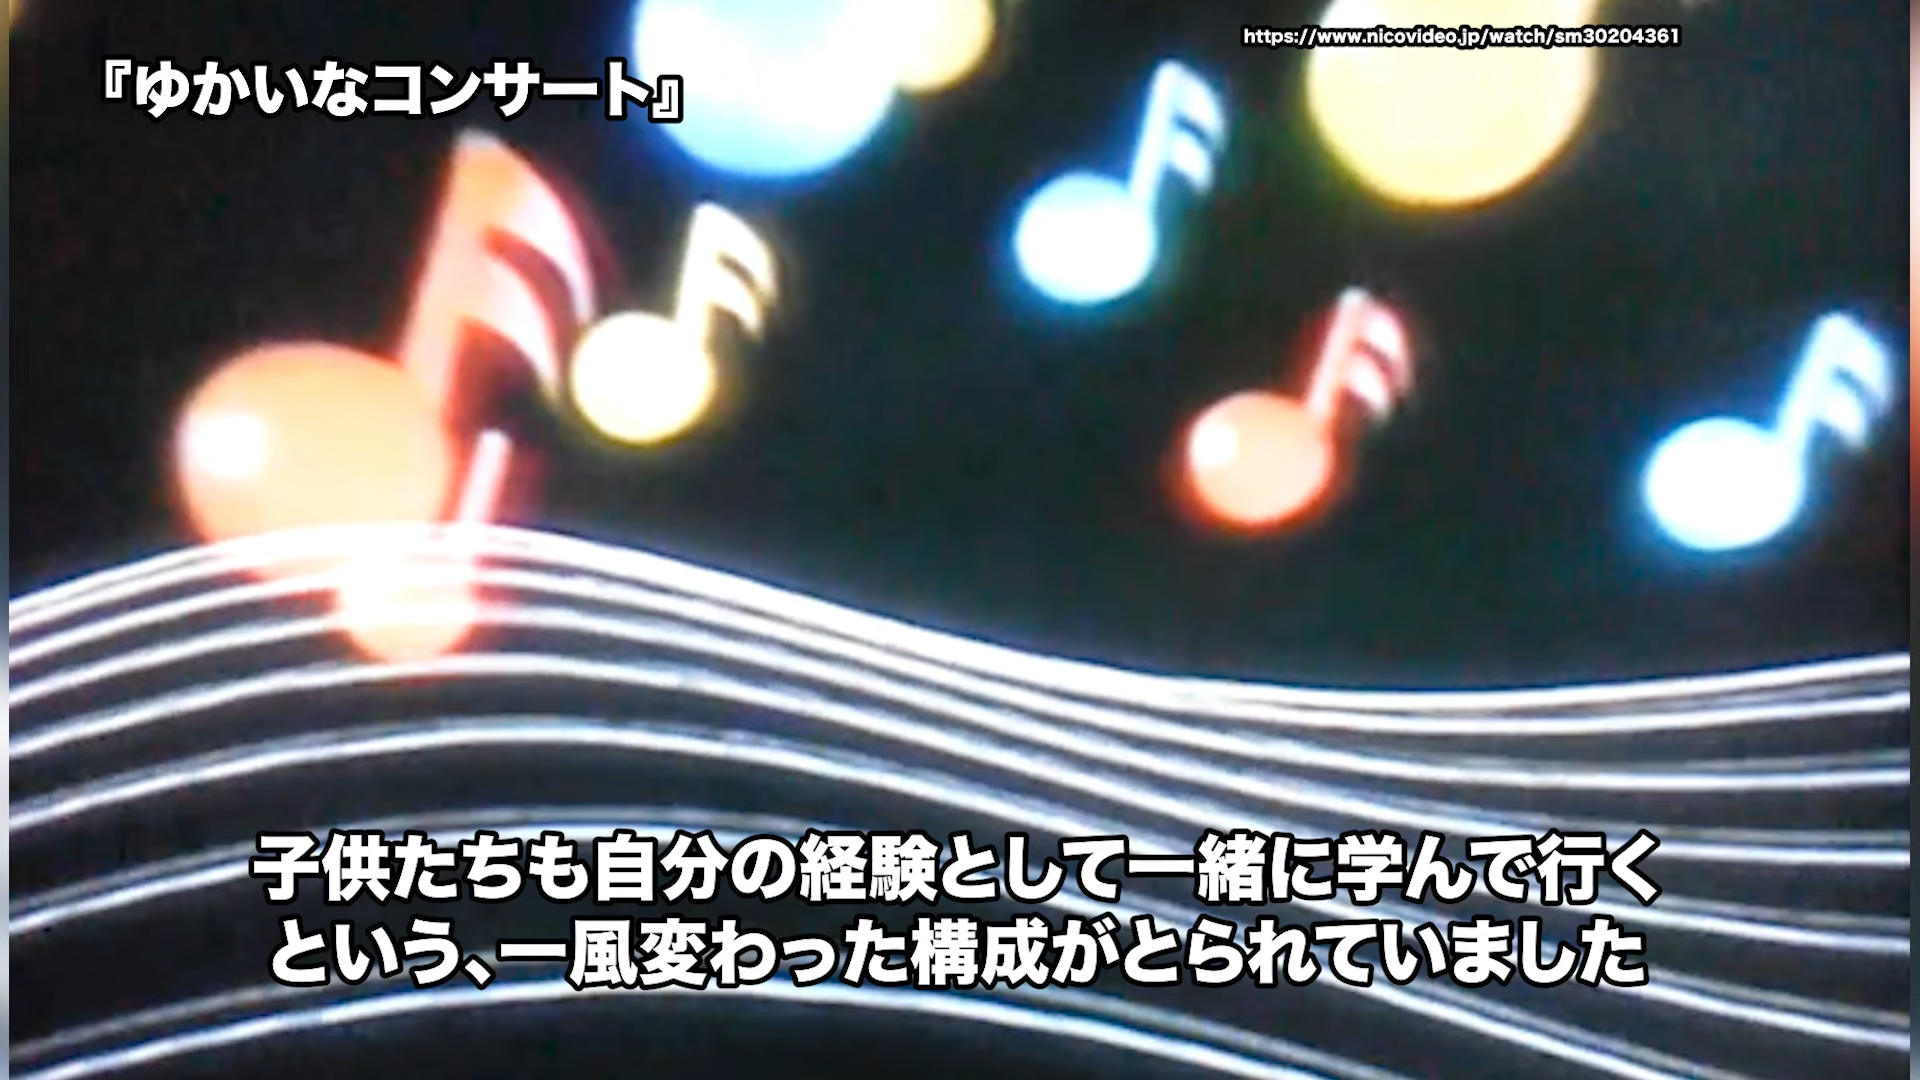 https://www.nicovideo.jp/watch/sm30204361
『ゆかいなコンサート』
子供たちも自分の経験として一緒に学んで行く
という、一風変わった構成がとられていました